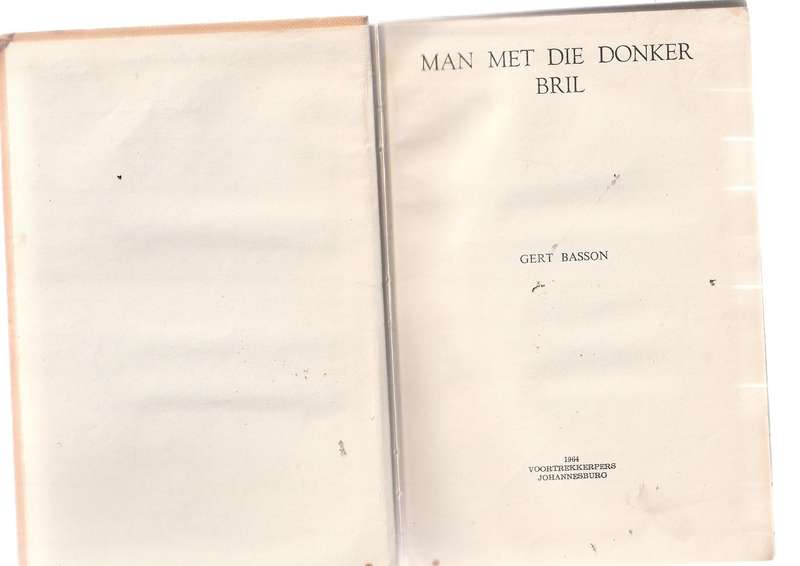 MAN MET DIE DONKER
BRIL
GERT BASSON
1964
VOORTREKKERPERS
JOHANNESBURG